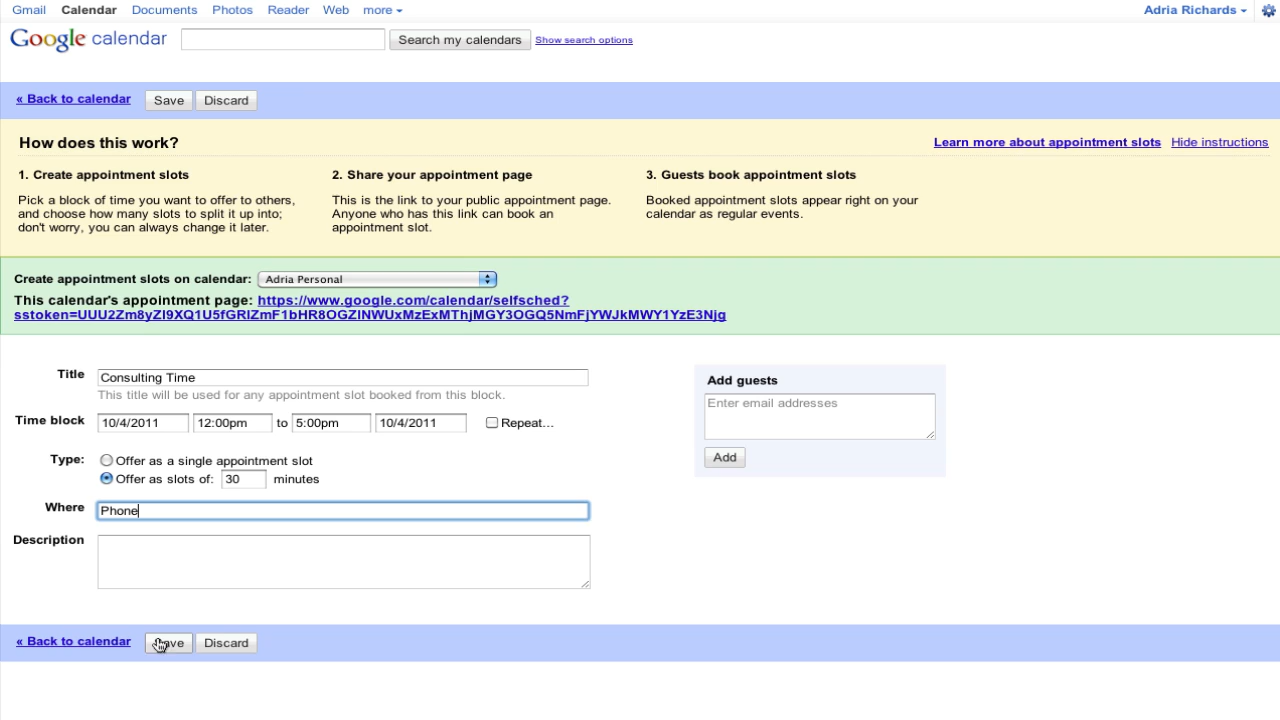 Gmail Calendar Documents Photos Reader Web more Adria Richards
Google calendar Search my calendars Show search options
« Back to calendar Save Discard
How does this work? Learn more about appointment slots Hide instructions
1. Create appointment slots
Pick a block of time you want to offer to others,
and choose how many slots to split it up into;
don't worry, you can always change it later.
2. Share your appointment page
This is the link to your public appointment page.
Anyone who has this link can book an
appointment slot.
3. Guests book appointment slots
Booked appointment slots appear right on your
calendar as regular events.
Create appointment slots on calendar: Adria Personal
This calendar's appointment page: https://www.google.com/calendar/selfsched?
sstoken=UUU2Zm8yZI9XQ1U5fGRIZmF1bHR8OGZINWUxMzExMThjMGY3OGQ5NmFjYWJkMWY1YzE3Njg
Title Consulting Time
This title will be used for any appointment slot booked from this block.
Time block 10/4/2011 12:00pm to 5:00pm 10/4/2011 Repeat...
Type: Offer as a single appointment slot
Offer as slots of: 30 minutes
Where Phone
Description
Add guests
Enter email addresses
Add
« Back to calendar Save Discard